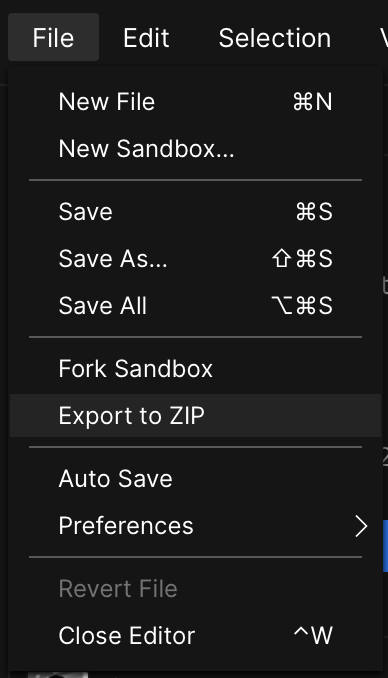 File Edit Selection
New File ⌘N
New Sandbox...
Save ⌘S
Save As... ⇧⌘S
Save All ⌥⌘S
Fork Sandbox
Export to ZIP
Auto Save
Preferences
Revert File
Close Editor ^W